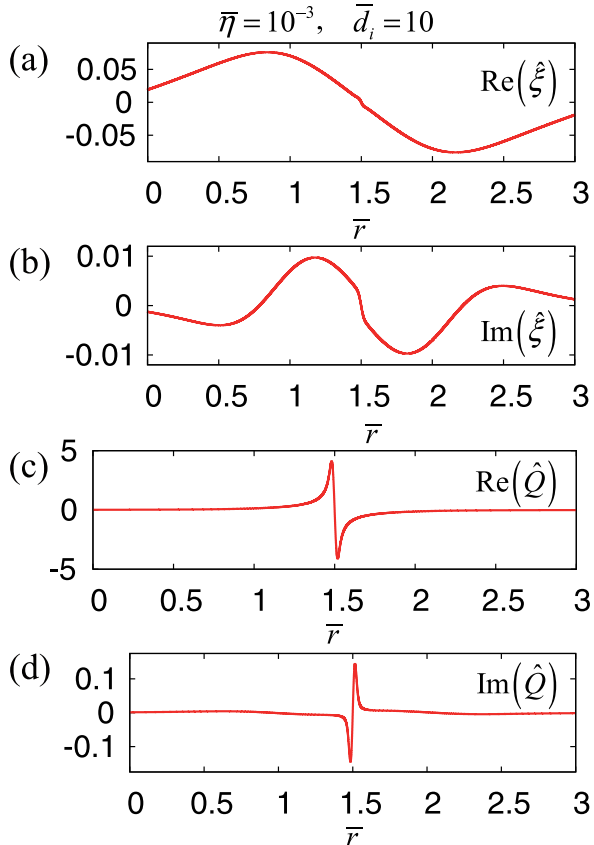 η̅ = 10⁻³, d̅ᵢ = 10
(a)
0.05
0
-0.05
Re(ξ̂)
0 0.5 1 1.5 2 2.5 3
r̅
(b)
0.01
0
-0.01
Im(ξ̂)
0 0.5 1 1.5 2 2.5 3
r̅
(c)
5
0
-5
Re(Q̂)
0 0.5 1 1.5 2 2.5 3
r̅
(d)
0.1
0
-0.1
Im(Q̂)
0 0.5 1 1.5 2 2.5 3
r̅